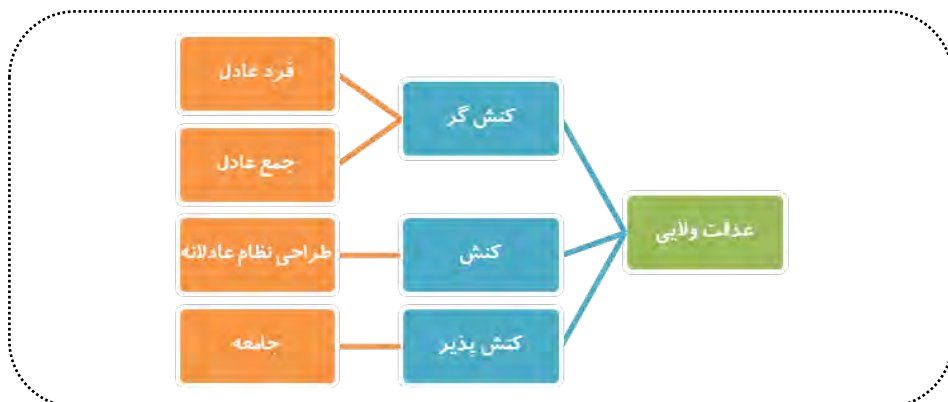 عدالت ولایی
کنش گر
فرد عادل
جمع عادل
کنش
طراحی نظام عادلانه
کنش پذیر
جامعه